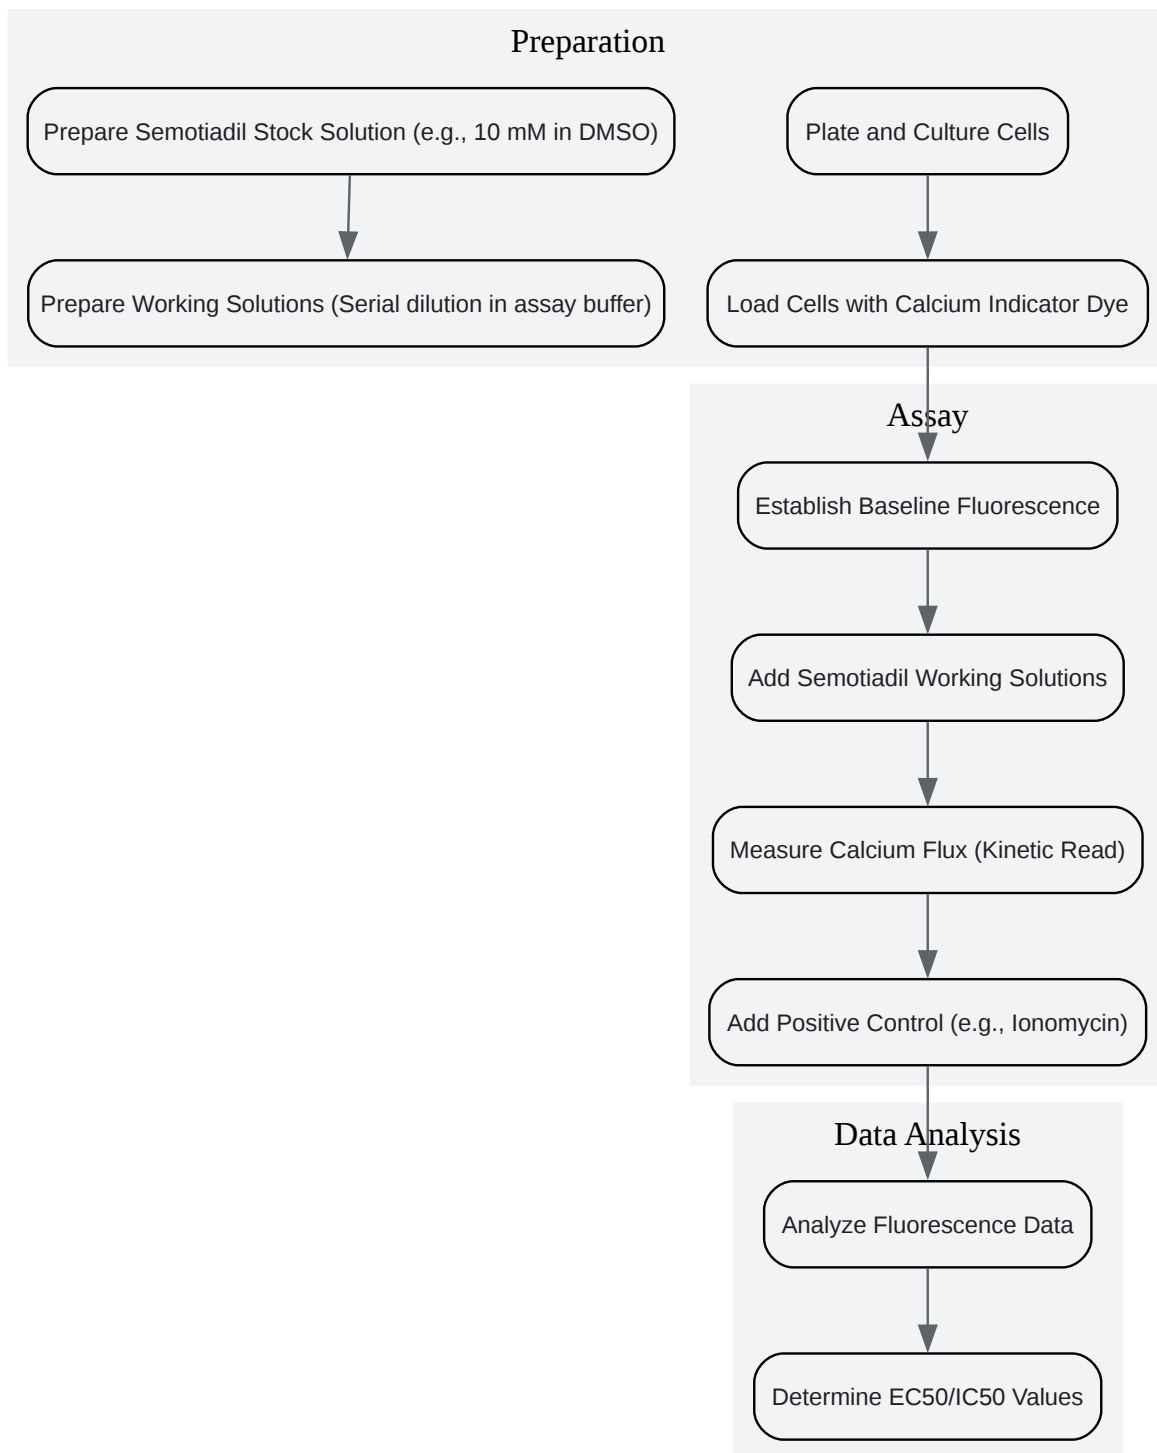 Preparation
Prepare Semotiadil Stock Solution (e.g., 10 mM in DMSO)
Plate and Culture Cells
Prepare Working Solutions (Serial dilution in assay buffer)
Load Cells with Calcium Indicator Dye
Assay
Establish Baseline Fluorescence
Add Semotiadil Working Solutions
Measure Calcium Flux (Kinetic Read)
Add Positive Control (e.g., Ionomycin)
Data Analysis
Analyze Fluorescence Data
Determine EC50/IC50 Values